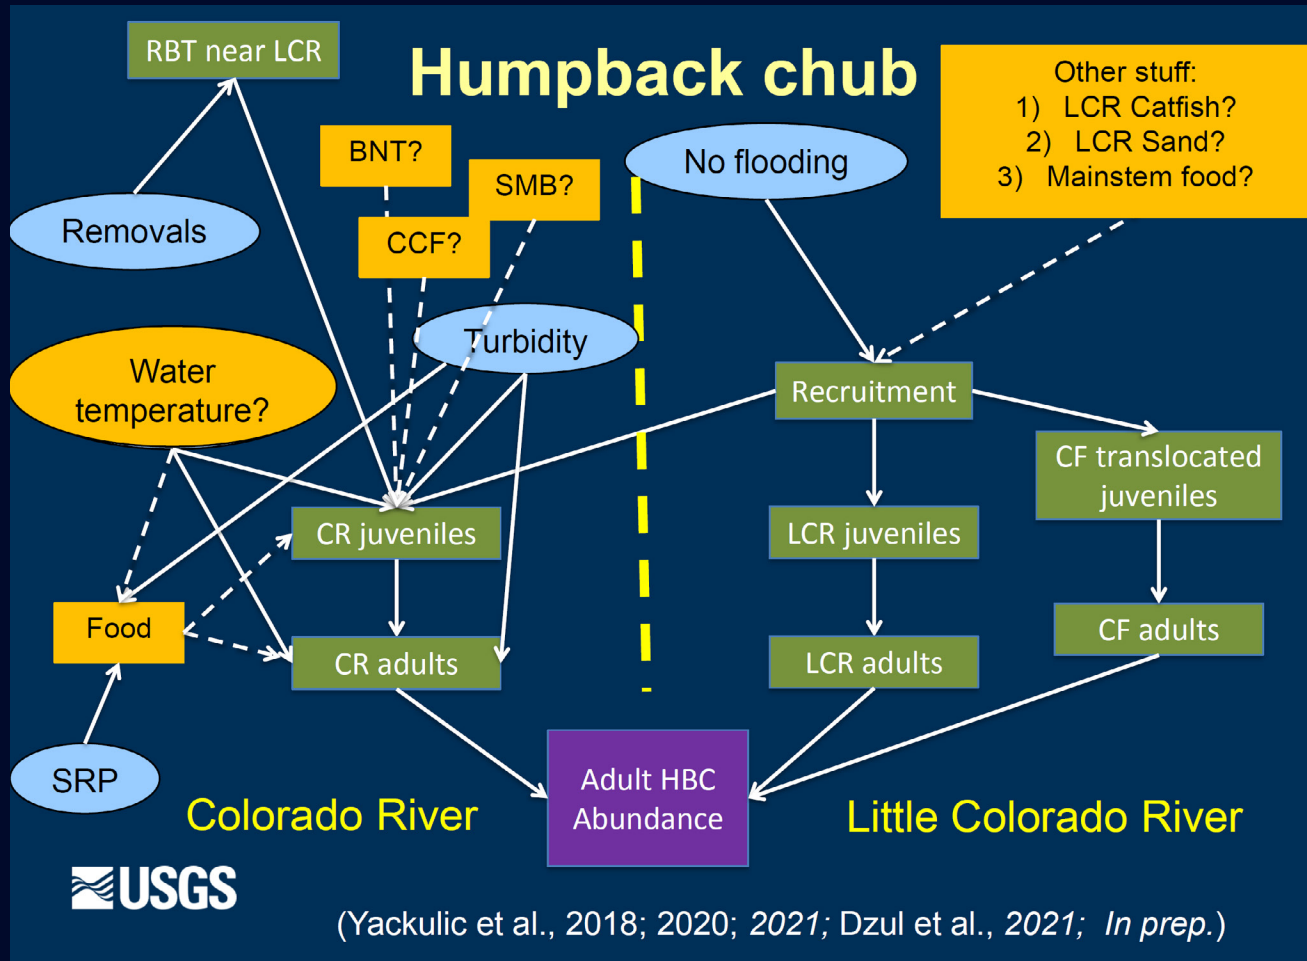 RBT near LCR
Humpback chub
Other stuff:
1) LCR Catfish?
2) LCR Sand?
3) Mainstem food?
BNT?
SMB?
No flooding
Removals
CCF?
Turbidity
Water
temperature?
Recruitment
CF translocated
juveniles
CR juveniles
LCR juveniles
Food
CR adults
LCR adults
CF adults
SRP
Adult HBC
Abundance
Colorado River
Little Colorado River
USGS
(Yackulic et al., 2018; 2020; 2021; Dzul et al., 2021; In prep.)